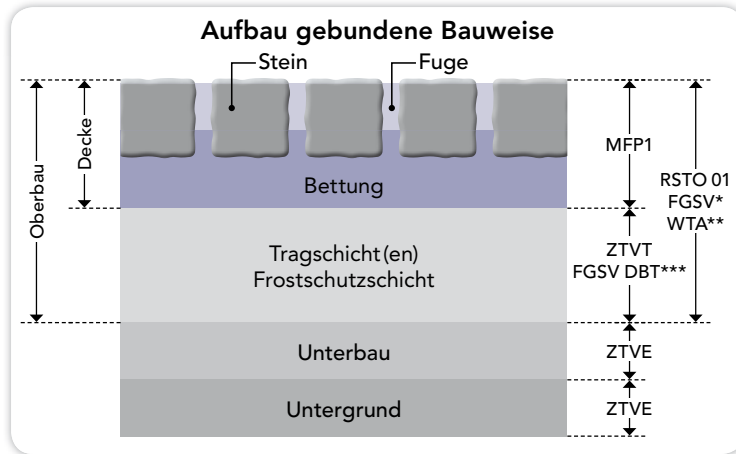 Aufbau gebundene Bauweise
Stein
Fuge
Oberbau
Decke
Bettung
Tragschicht(en)
Frostschutzschicht
Unterbau
Untergrund
MFP1
ZTVT
FGSV DBT***
ZTVE
ZTVE
RSTO 01
FGSV*
WTA**